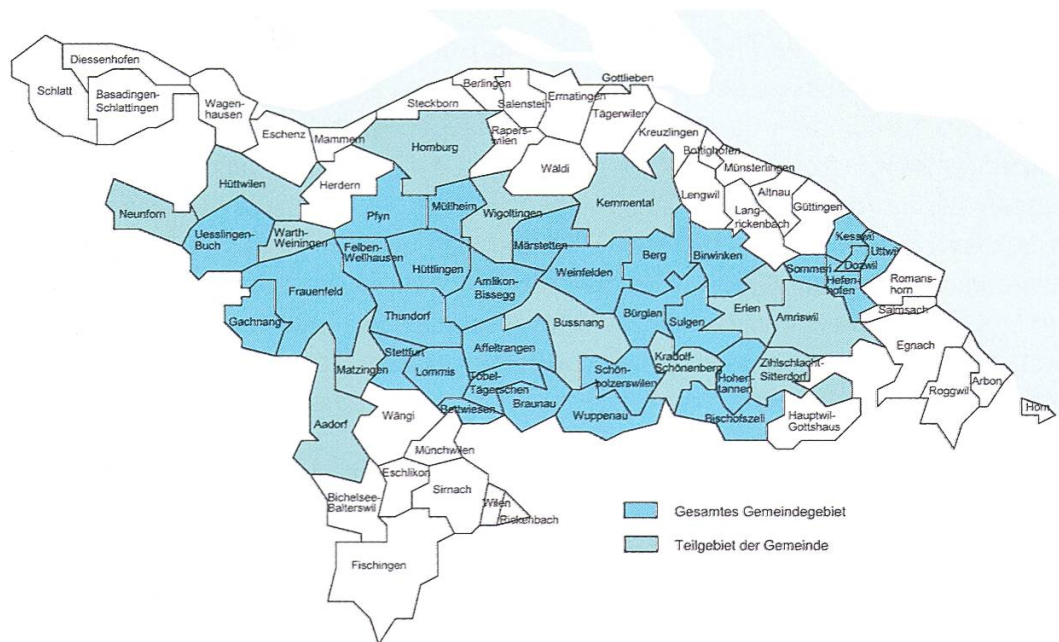 Diessenhofen
Schlatt
Basadingen-
Schlattingen
Wagen-
hausen
Eschenz
Mammern
Steckborn
Berlingen
Salenstein
Ermatingen
Gottlieben
Tägerwilen
Kreuzlingen
Bottighofen
Münsterlingen
Rapers-
wilen
Homburg
Wäldi
Herdern
Hüttwilen
Neunforn
Uesslingen-
Buch
Warth-
Weiningen
Pfyn
Müllheim
Wigoltingen
Kemmental
Lengwil
Lang-
rickenbach
Altnau
Güttingen
Kesswil
Uttwil
Dozwil
Sommeri
Hefen-
hofen
Romans-
horn
Salmsach
Felben-
Wellhausen
Hüttlingen
Märstetten
Weinfelden
Berg
Birwinken
Frauenfeld
Amlikon-
Bissegg
Gachnang
Thundorf
Bussnang
Bürglen
Sulgen
Erlen
Amriswil
Egnach
Stettfurt
Matzingen
Lommis
Affeltrangen
Tobel-
Tägerschen
Schön-
holzerswilen
Kradolf-
Schönenberg
Hohen-
tannen
Zihlschlacht-
Sitterdorf
Roggwil
Arbon
Horn
Aadorf
Wängi
Bettwiesen
Braunau
Wuppenau
Bischofszell
Hauptwil-
Gottshaus
Münchwilen
Eschlikon
Sirnach
Wilen
Rickenbach
Bichelsee-
Balterswil
Fischingen
Gesamtes Gemeindegebiet
Teilgebiet der Gemeinde